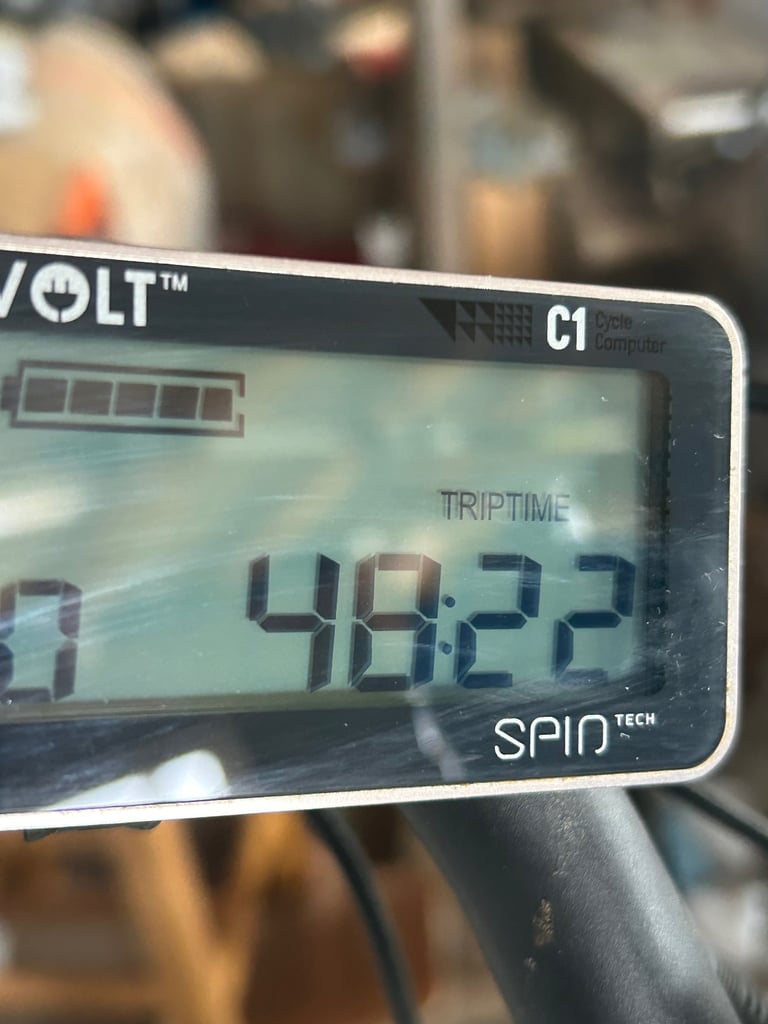 VOLT™
C1 Cycle Computer
TRIPTIME
48:22
SPIN TECH